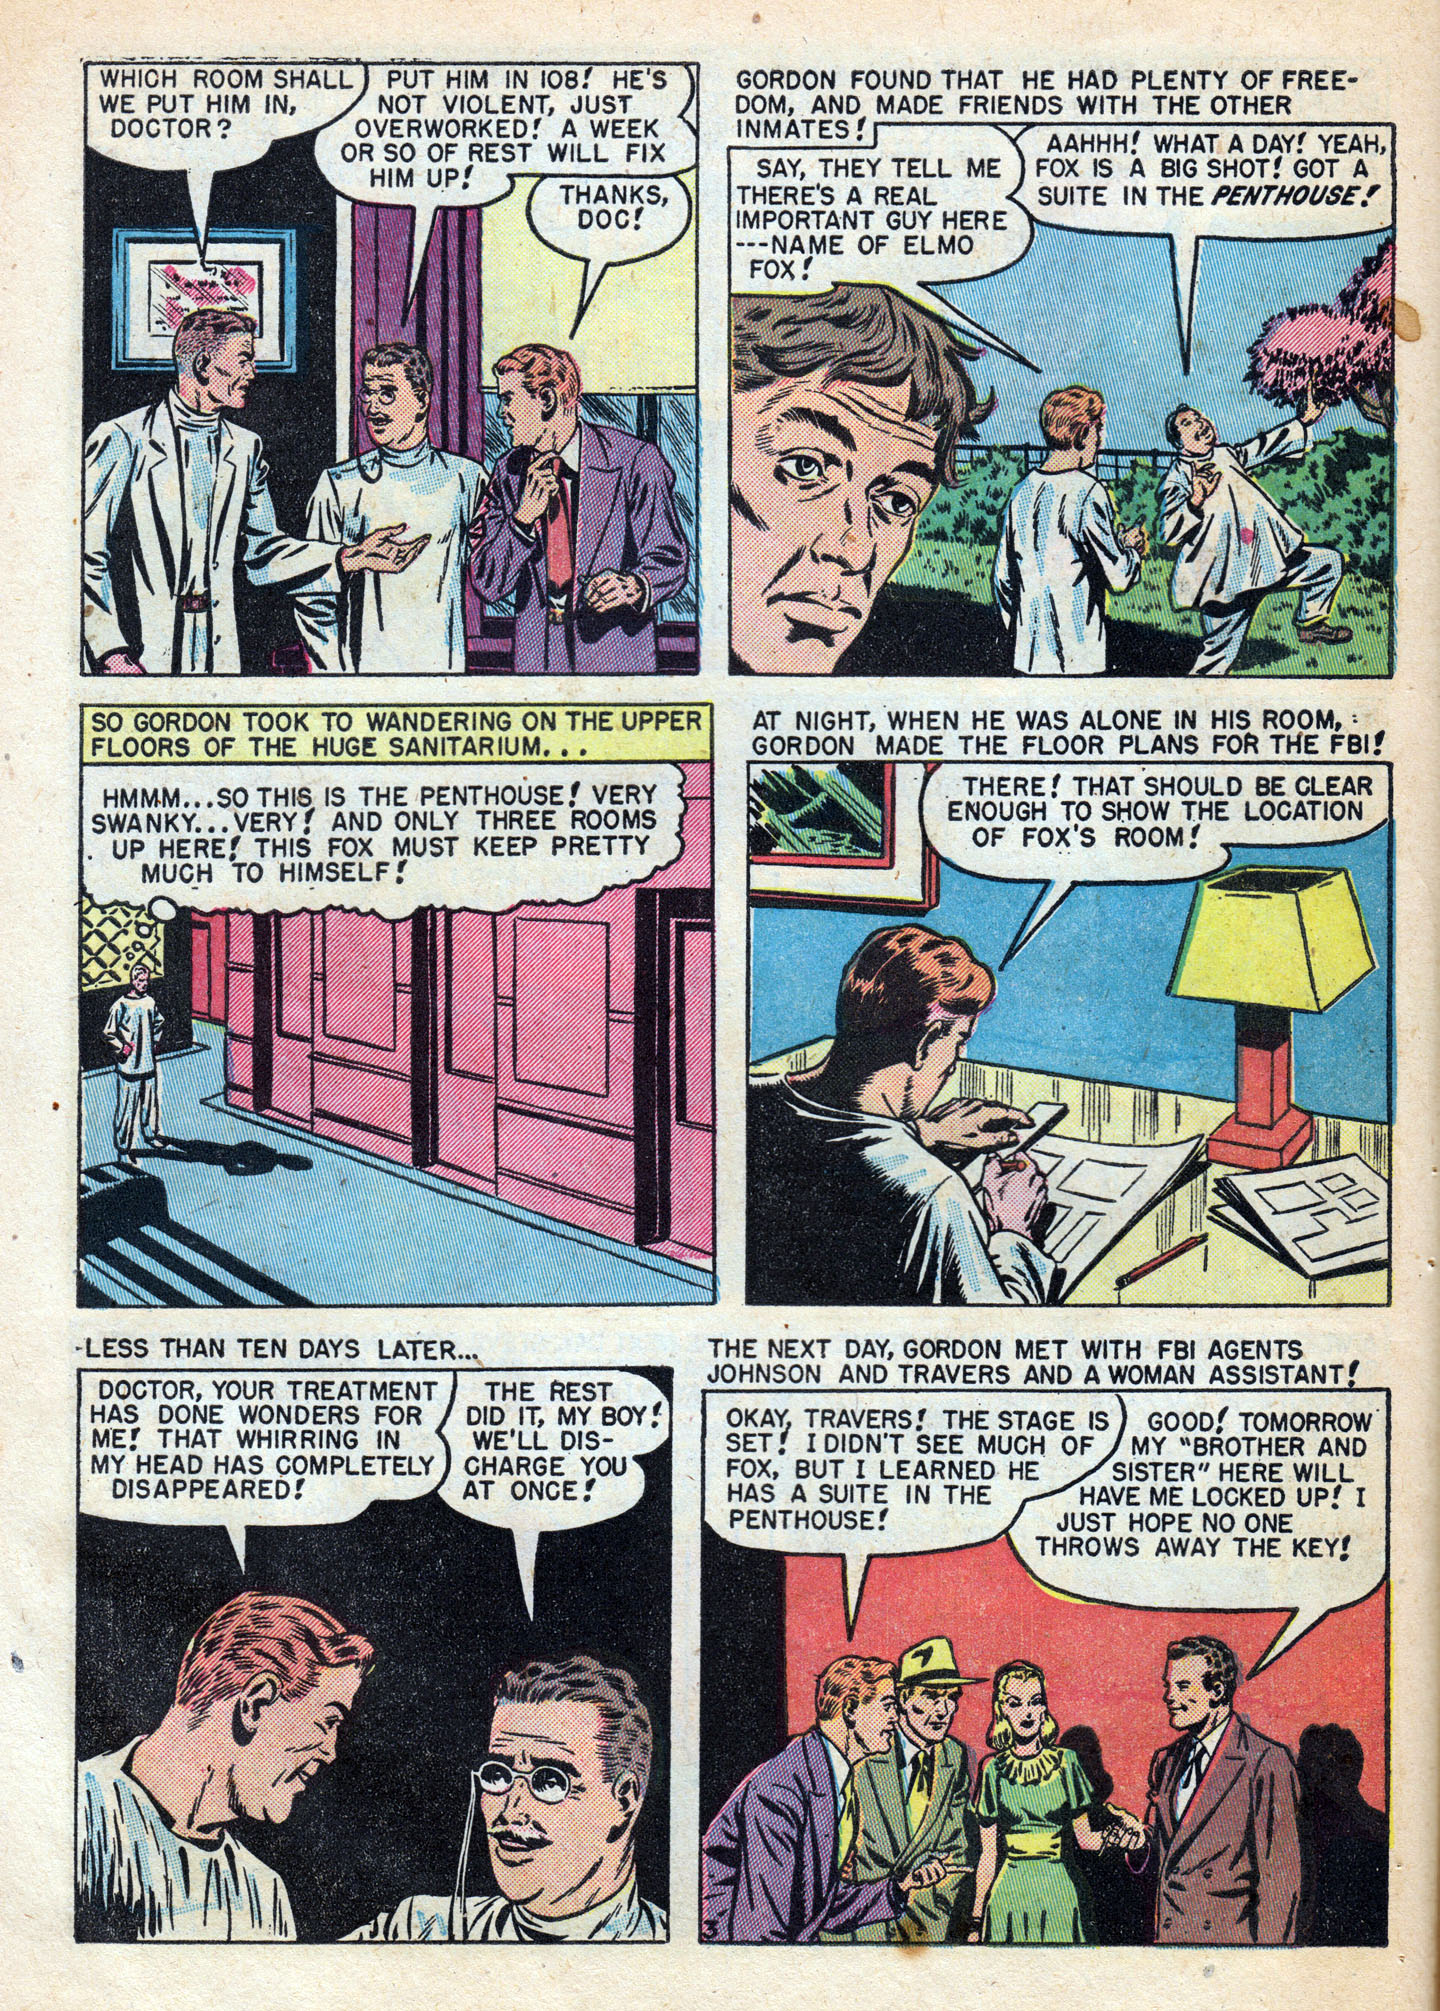 WHICH ROOM SHALL
WE PUT HIM IN,
DOCTOR?
PUT HIM IN 108! HE'S
NOT VIOLENT, JUST
OVERWORKED! A WEEK
OR SO OF REST WILL FIX
HIM UP!
THANKS,
DOC!
GORDON FOUND THAT HE HAD PLENTY OF FREE-
DOM, AND MADE FRIENDS WITH THE OTHER
INMATES!
SAY, THEY TELL ME
THERE'S A REAL
IMPORTANT GUY HERE
---NAME OF ELMO
FOX!
AAHHH! WHAT A DAY! YEAH,
FOX IS A BIG SHOT! GOT A
SUITE IN THE PENTHOUSE!
SO GORDON TOOK TO WANDERING ON THE UPPER
FLOORS OF THE HUGE SANITARIUM...
HMMM...SO THIS IS THE PENTHOUSE! VERY
SWANKY...VERY! AND ONLY THREE ROOMS
UP HERE! THIS FOX MUST KEEP PRETTY
MUCH TO HIMSELF!
AT NIGHT, WHEN HE WAS ALONE IN HIS ROOM,
GORDON MADE THE FLOOR PLANS FOR THE FBI!
THERE! THAT SHOULD BE CLEAR
ENOUGH TO SHOW THE LOCATION
OF FOX'S ROOM!
LESS THAN TEN DAYS LATER...
DOCTOR, YOUR TREATMENT
HAS DONE WONDERS FOR
ME! THAT WHIRRING IN
MY HEAD HAS COMPLETELY
DISAPPEARED!
THE REST
DID IT, MY BOY!
WE'LL DIS-
CHARGE YOU
AT ONCE!
THE NEXT DAY, GORDON MET WITH FBI AGENTS
JOHNSON AND TRAVERS AND A WOMAN ASSISTANT!
OKAY, TRAVERS! THE STAGE IS
SET! I DIDN'T SEE MUCH OF
FOX, BUT I LEARNED HE
HAS A SUITE IN THE
PENTHOUSE!
GOOD! TOMORROW
MY "BROTHER AND
SISTER" HERE WILL
HAVE ME LOCKED UP! I
JUST HOPE NO ONE
THROWS AWAY THE KEY!
3